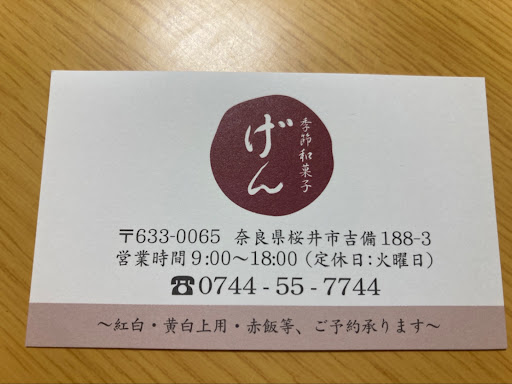 季節和菓子
げん
〒633-0065 奈良県桜井市吉備188-3
営業時間9:00〜18:00（定休日：火曜日）
☎0744-55-7744
〜紅白・黄白上用・赤飯等、ご予約承ります〜